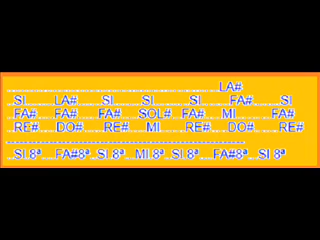 LA#
SI LA# SI SI SI FA# SI
FA# FA# FA# SOL# FA# MI FA#
RE# DO# RE# MI RE# DO# RE#
SI 8ª FA#8ª SI 8ª MI 8ª SI 8ª FA#8ª SI 8ª